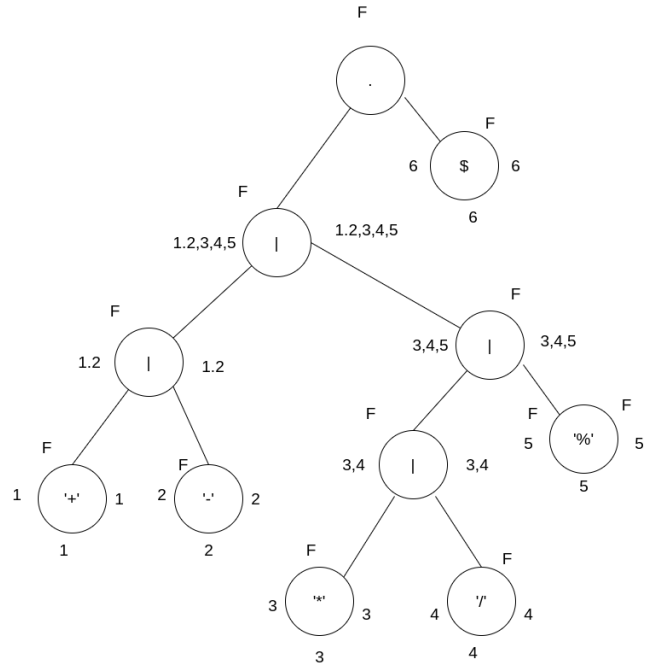 F
.
F
6 $ 6
6
F
1.2,3,4,5 | 1.2,3,4,5
F
3,4,5 | 3,4,5
F
1.2 | 1.2
F F
5 '%' 5
5
F
3,4 | 3,4
F
1 '+' 1
1
F
2 '-' 2
2
F
3 '*' 3
3
F
4 '/' 4
4